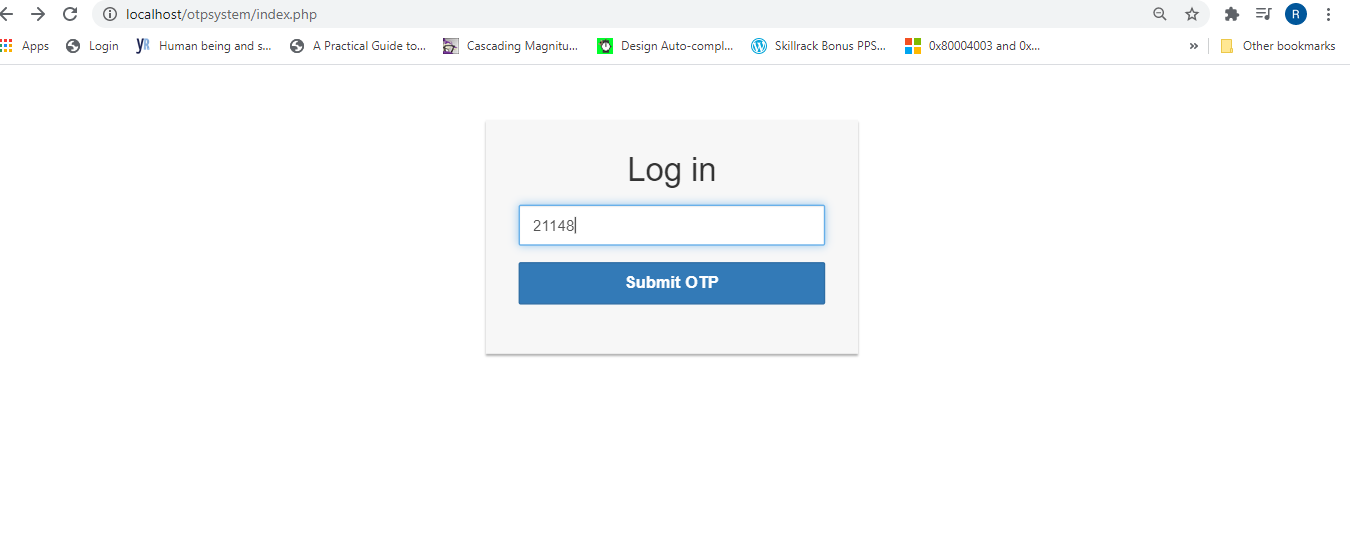 localhost/otpsystem/index.php
R
Apps Login yR Human being and s... A Practical Guide to... Cascading Magnitu... Design Auto-compl... Skillrack Bonus PPS... 0x80004003 and 0x... » Other bookmarks
Log in
21148
Submit OTP